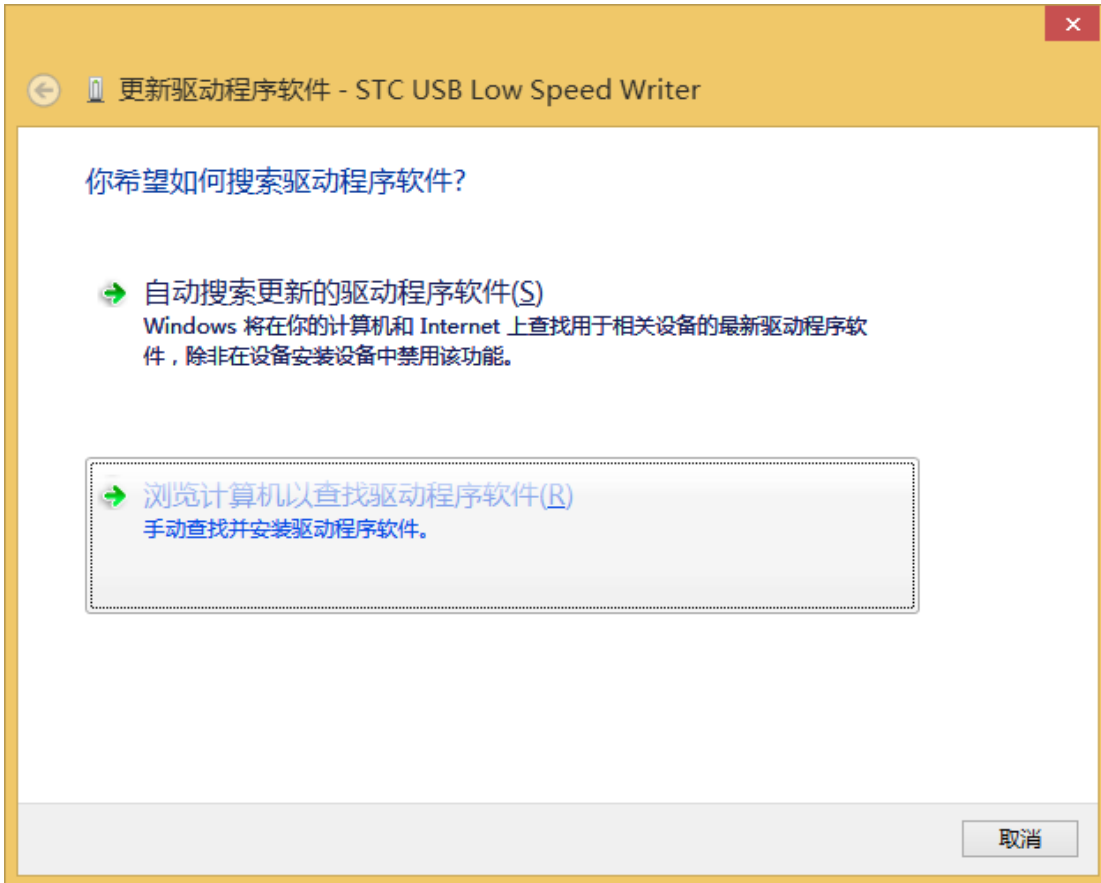 更新驱动程序软件 - STC USB Low Speed Writer
你希望如何搜索驱动程序软件?
自动搜索更新的驱动程序软件(S)
Windows 将在你的计算机和 Internet 上查找用于相关设备的最新驱动程序软
件，除非在设备安装设备中禁用该功能。
浏览计算机以查找驱动程序软件(R)
手动查找并安装驱动程序软件。
取消